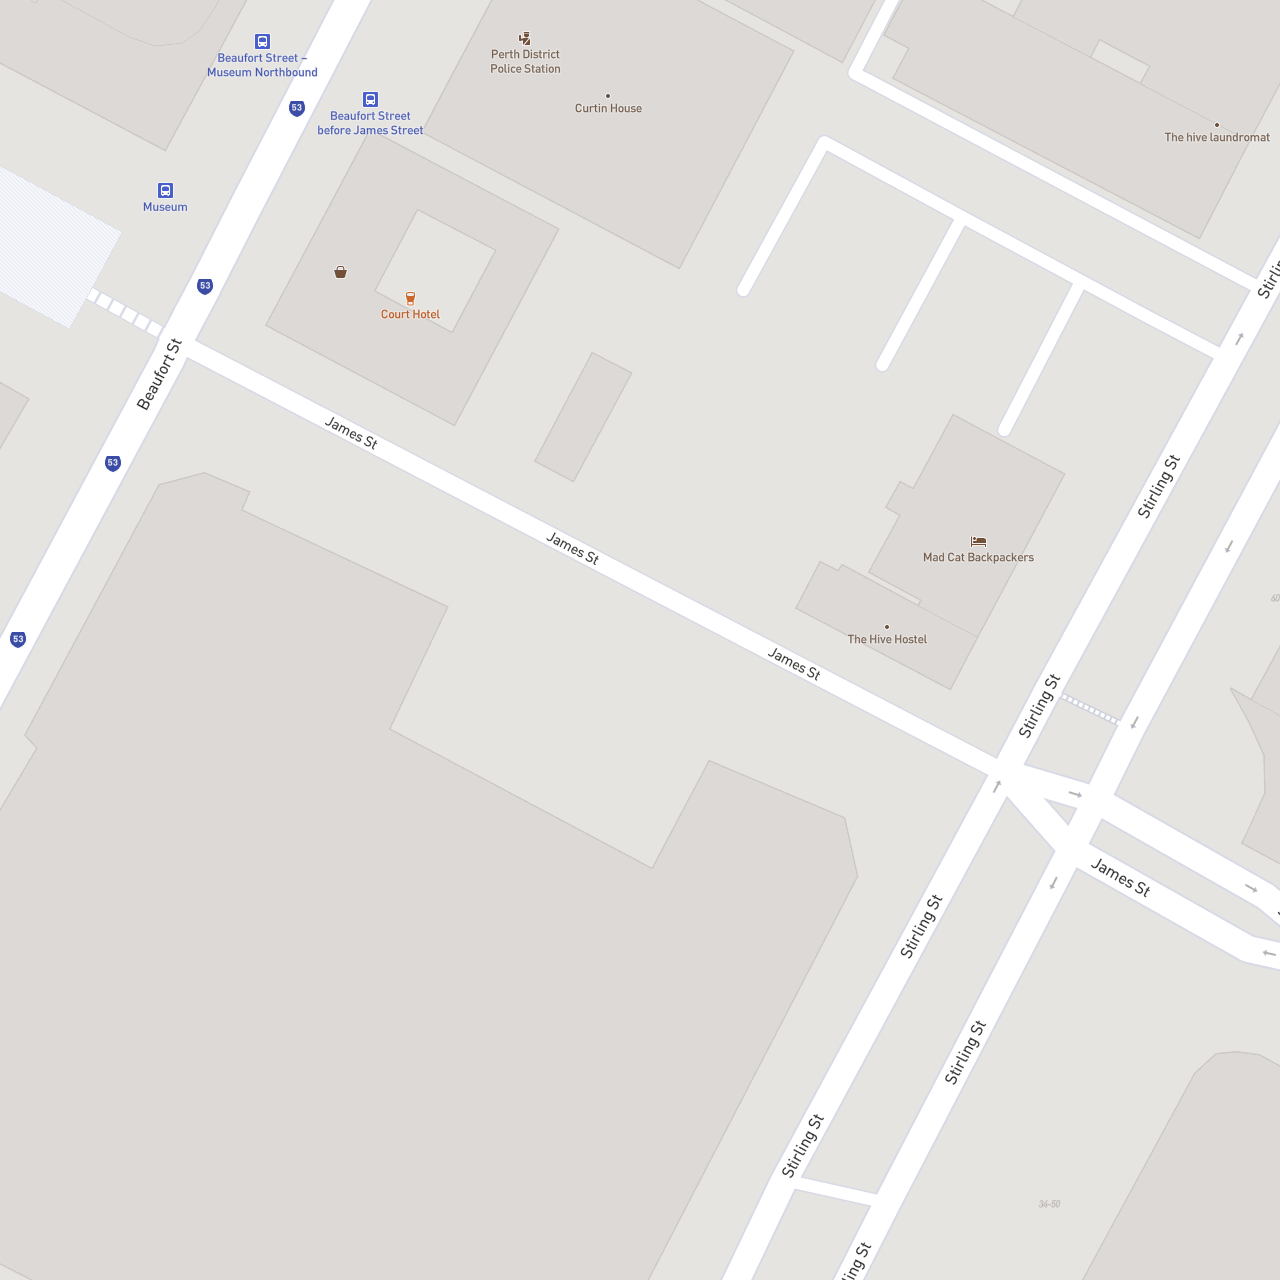 Beaufort Street –
Museum Northbound
53
Beaufort Street
before James Street
Perth District
Police Station
Curtin House
The hive laundromat
Museum
53
Court Hotel
Beaufort St
James St
53
James St
Stirling St
Mad Cat Backpackers
The Hive Hostel
53
James St
Stirling St
James St
Stirling St
Stirling St
Stirling St
34-50